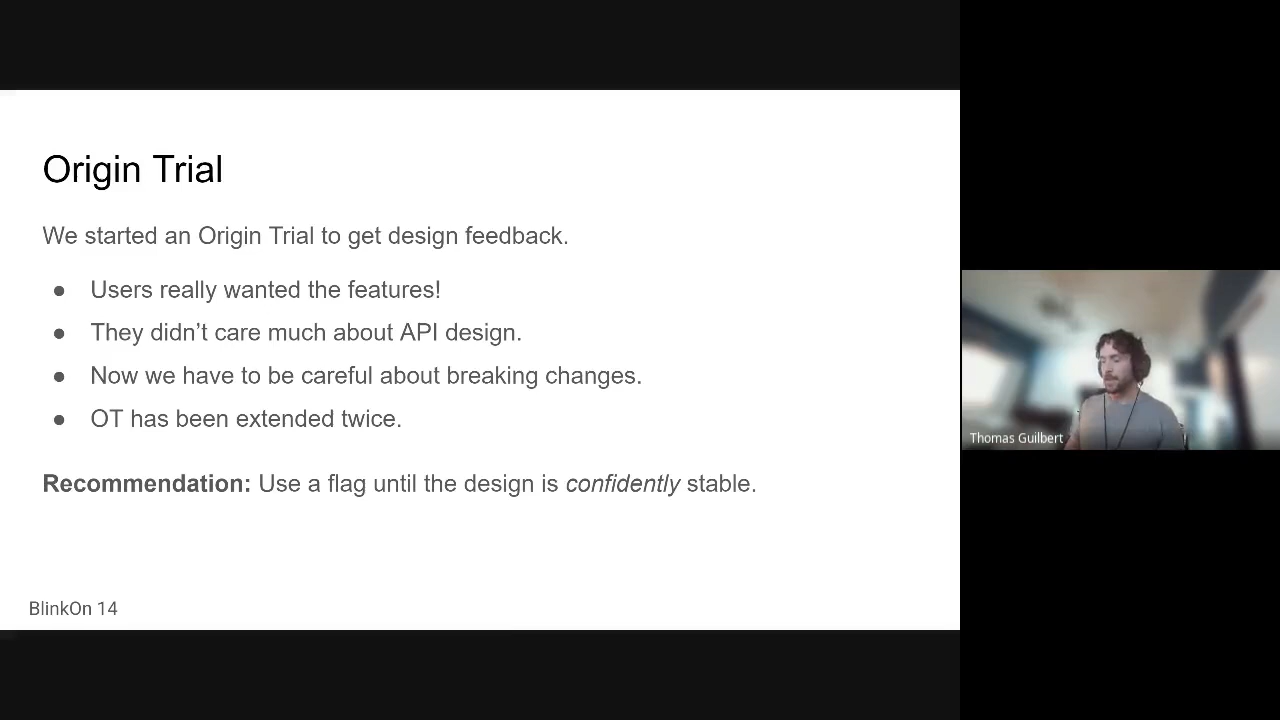 Origin Trial
We started an Origin Trial to get design feedback.
● Users really wanted the features!
● They didn’t care much about API design.
● Now we have to be careful about breaking changes.
● OT has been extended twice.
Recommendation: Use a flag until the design is confidently stable.
BlinkOn 14
Thomas Guilbert